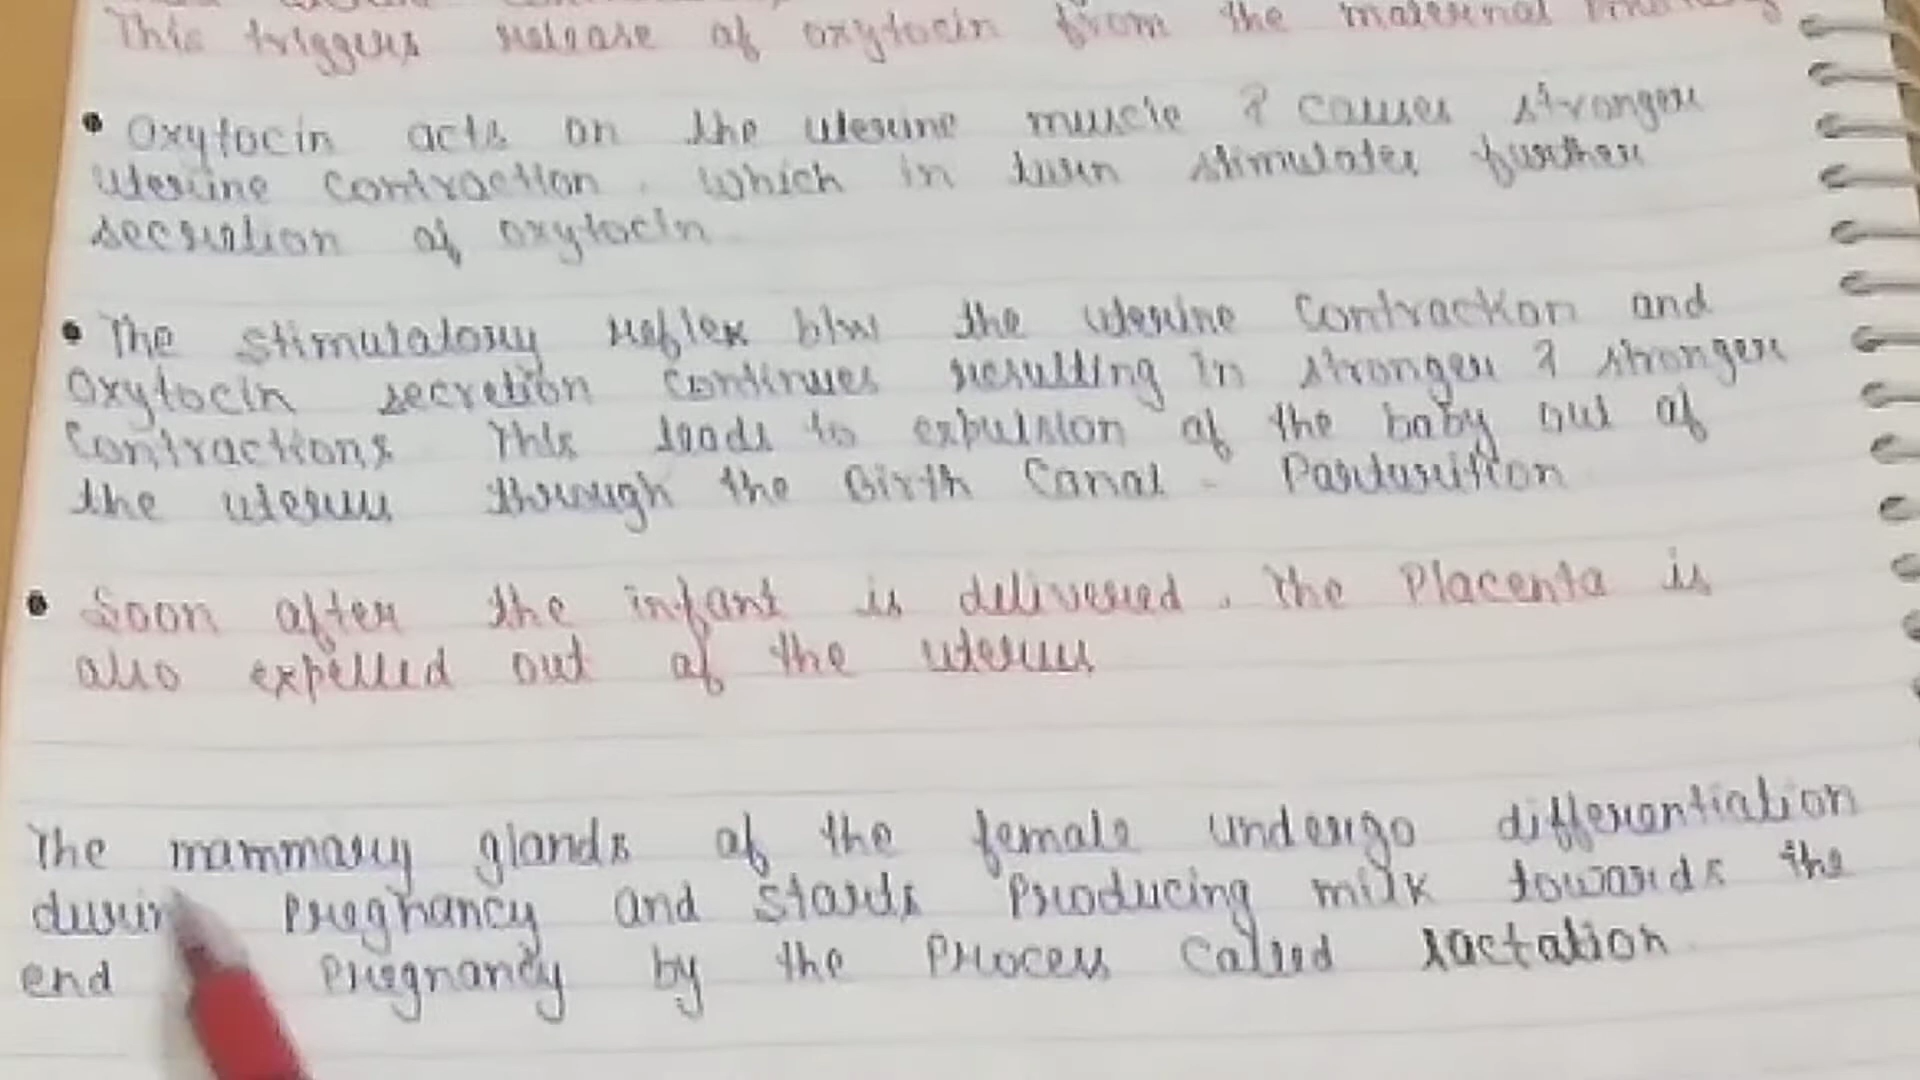 This triggers release of oxytocin from the maternal
• Oxytocin acts on the uterine muscle & causes stronger
uterine contraction, which in turn stimulates further
secretion of oxytocin
• The stimulatory reflex b/w the uterine contraction and
oxytocin secretion continues resulting in stronger & stronger
contractions This leads to expulsion of the baby out of
the uterus through the Birth Canal - Parturition
• Soon after the infant is delivered, the Placenta is
also expelled out of the uterus
The mammary glands of the female undergo differentiation
durin Pregnancy and starts Producing milk towards the
end Pregnancy by the Process Called lactation